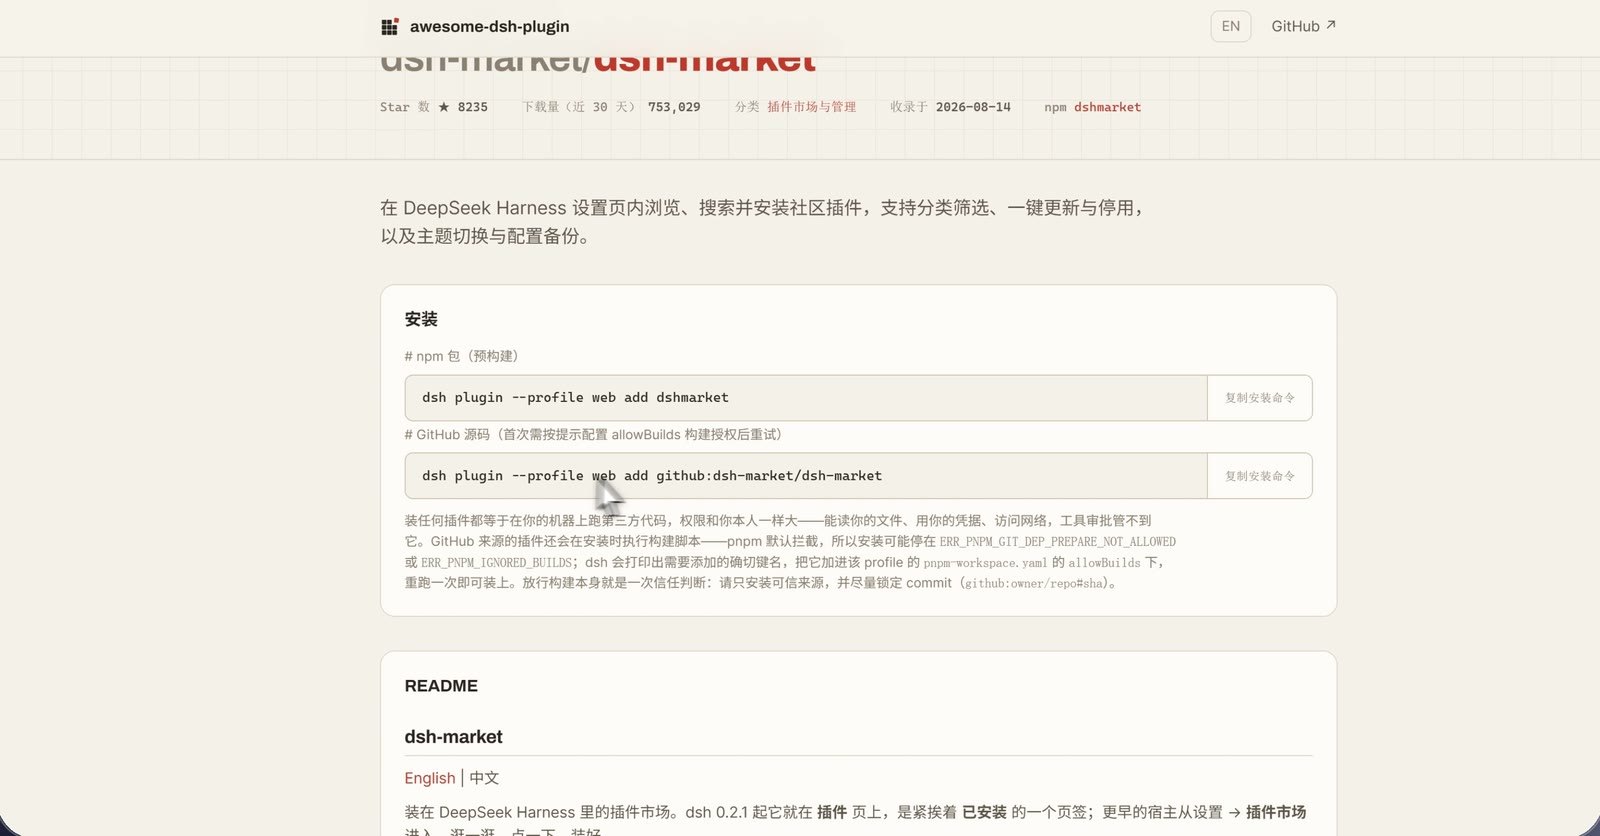 awesome-dsh-plugin
EN
GitHub ↗
dsh-market/dsh-market
Star 数 ★ 8235 下载量（近 30 天） 753,029 分类 插件市场与管理 收录于 2026-08-14 npm dshmarket
在 DeepSeek Harness 设置页内浏览、搜索并安装社区插件，支持分类筛选、一键更新与停用，
以及主题切换与配置备份。
安装
# npm 包（预构建）
dsh plugin --profile web add dshmarket
复制安装命令
# GitHub 源码（首次需按提示配置 allowBuilds 构建授权后重试）
dsh plugin --profile web add github:dsh-market/dsh-market
复制安装命令
装任何插件都等于在你的机器上跑第三方代码，权限和你本人一样大——能读你的文件、用你的凭据、访问网络，工具审批管不到
它。GitHub 来源的插件还会在安装时执行构建脚本——pnpm 默认拦截，所以安装可能停在 ERR_PNPM_GIT_DEP_PREPARE_NOT_ALLOWED
或 ERR_PNPM_IGNORED_BUILDS；dsh 会打印出需要添加的确切键名，把它加进该 profile 的 pnpm-workspace.yaml 的 allowBuilds 下，
重跑一次即可装上。放行构建本身就是一次信任判断：请只安装可信来源，并尽量锁定 commit（github:owner/repo#sha）。
README
dsh-market
English | 中文
装在 DeepSeek Harness 里的插件市场。dsh 0.2.1 起它就在 插件 页上，是紧挨着 已安装 的一个页签；更早的宿主从设置 → 插件市场
进入。逛一逛，点一下，装好。